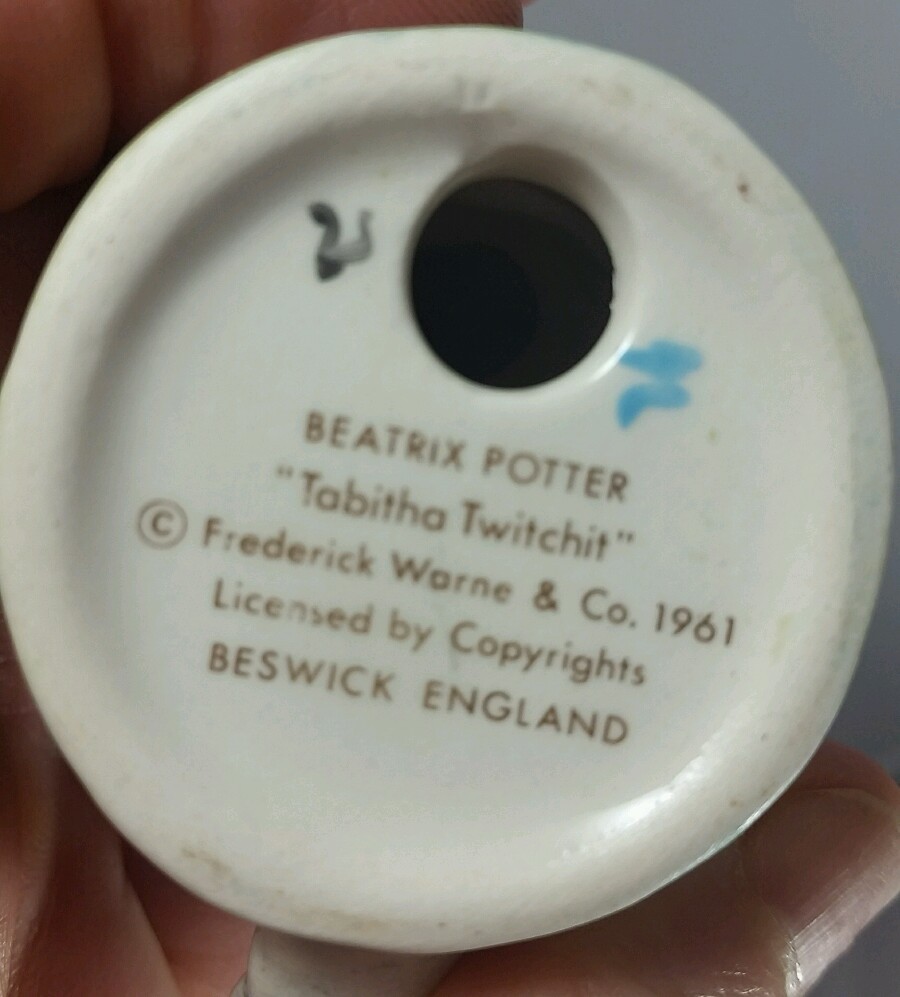 BEATRIX POTTER
"Tabitha Twitchit"
© Frederick Warne & Co. 1961
Licensed by Copyrights
BESWICK ENGLAND